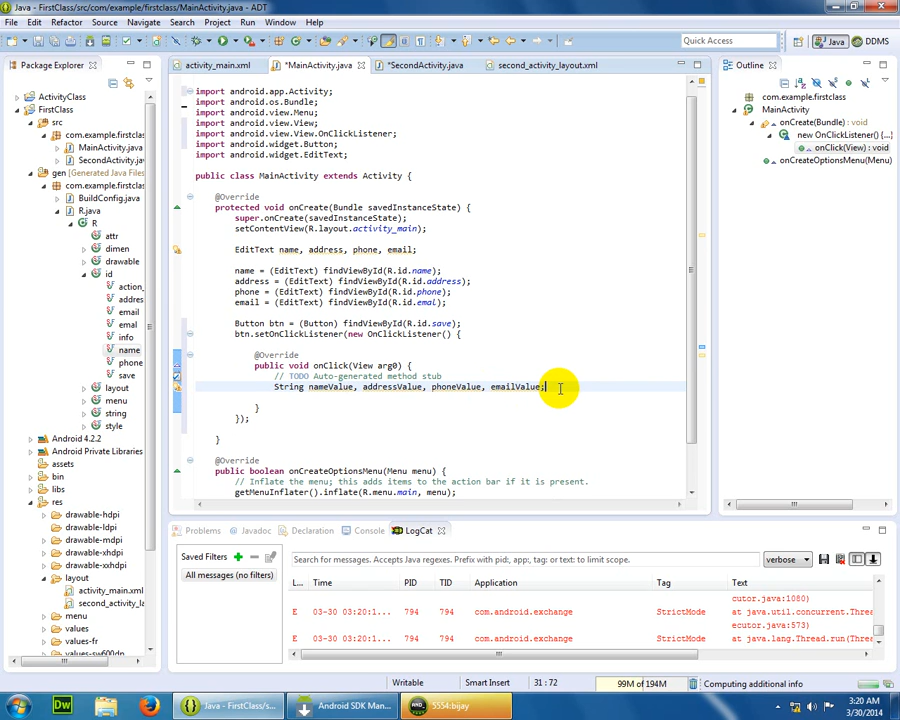 Java - FirstClass/src/com/example/firstclass/MainActivity.java - ADT
File Edit Refactor Source Navigate Search Project Run Window Help
Quick Access
Java
DDMS
Package Explorer
ActivityClass
FirstClass
src
com.example.firstclass
MainActivity.java
SecondActivity.java
gen [Generated Java Files]
com.example.firstclass
BuildConfig.java
R.java
R
attr
dimen
drawable
id
action_
address
email
emal
info
name
phone
save
layout
menu
string
style
Android 4.2.2
Android Private Libraries
assets
bin
libs
res
drawable-hdpi
drawable-ldpi
drawable-mdpi
drawable-xhdpi
drawable-xxhdpi
layout
activity_main.xml
second_activity_la
menu
values
values-fr
values-sw600dp
activity_main.xml
*MainActivity.java
*SecondActivity.java
second_activity_layout.xml
import android.app.Activity;
import android.os.Bundle;
import android.view.Menu;
import android.view.View;
import android.view.View.OnClickListener;
import android.widget.Button;
import android.widget.EditText;
public class MainActivity extends Activity {
@Override
protected void onCreate(Bundle savedInstanceState) {
super.onCreate(savedInstanceState);
setContentView(R.layout.activity_main);
EditText name, address, phone, email;
name = (EditText) findViewById(R.id.name);
address = (EditText) findViewById(R.id.address);
phone = (EditText) findViewById(R.id.phone);
email = (EditText) findViewById(R.id.emal);
Button btn = (Button) findViewById(R.id.save);
btn.setOnClickListener(new OnClickListener() {
@Override
public void onClick(View arg0) {
// TODO Auto-generated method stub
String nameValue, addressValue, phoneValue, emailValue;
}
});
}
@Override
public boolean onCreateOptionsMenu(Menu menu) {
// Inflate the menu; this adds items to the action bar if it is present.
getMenuInflater().inflate(R.menu.main, menu);
Outline
com.example.firstclass
MainActivity
onCreate(Bundle) : void
new OnClickListener() {...}
onClick(View) : void
onCreateOptionsMenu(Menu)
Problems @ Javadoc Declaration Console LogCat
Saved Filters
All messages (no filters)
Search for messages. Accepts Java regexes. Prefix with pid:, app:, tag: or text: to limit scope.
verbose
L... Time PID TID Application Tag Text
cutor.java:1080)
E 03-30 03:20:1... 794 794 com.android.exchange StrictMode at java.util.concurrent.Threa
ecutor.java:573)
E 03-30 03:20:1... 794 794 com.android.exchange StrictMode at java.lang.Thread.run(Threa
Writable
Smart Insert
31 : 72
99M of 194M
Computing additional info
Dw
Java - FirstClass/s...
Android SDK Man...
5554:bijay
3:20 AM
3/30/2014